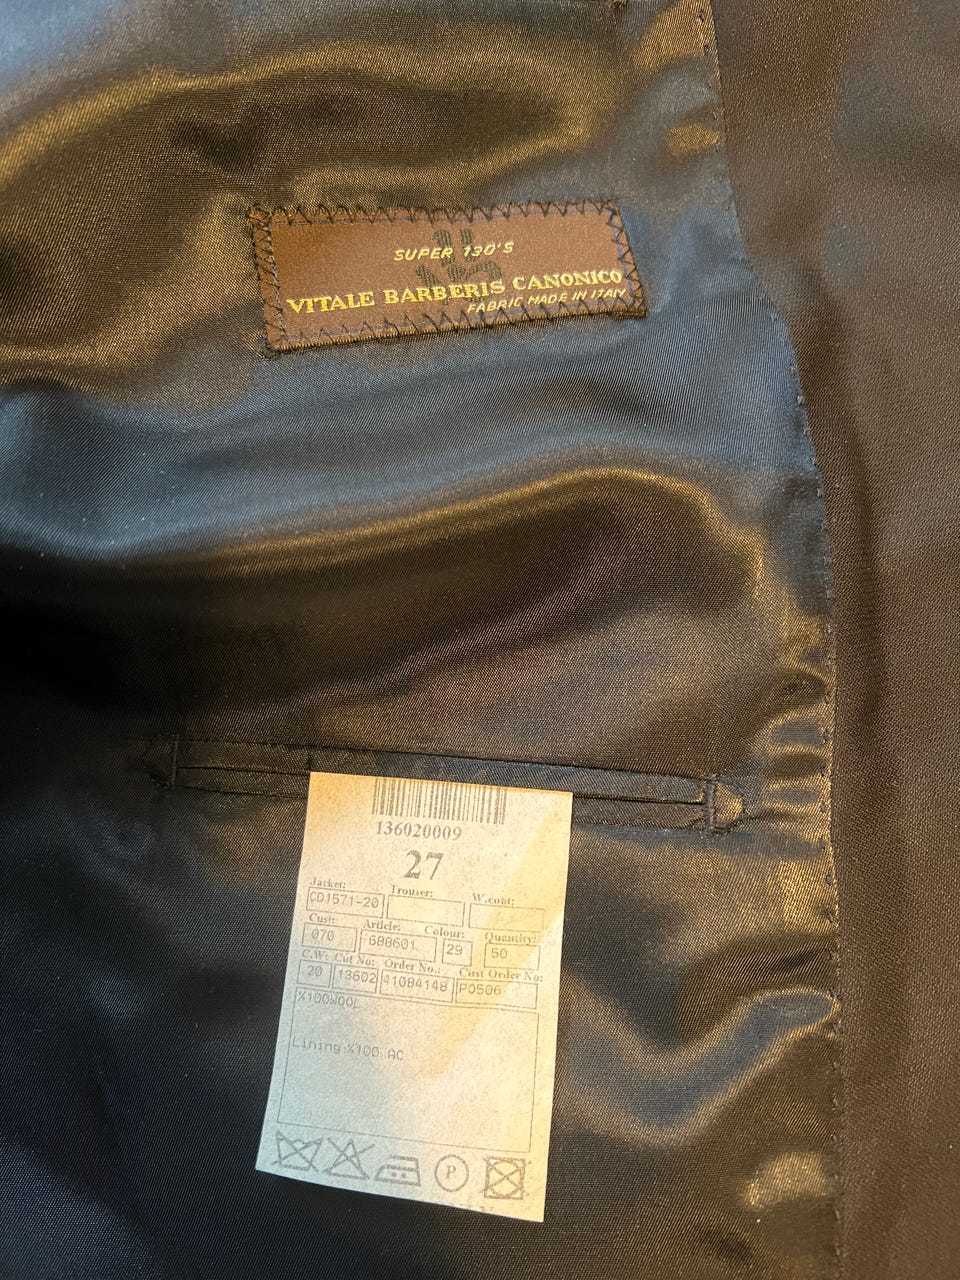 SUPER 130'S
VITALE BARBERIS CANONICO
FABRIC MADE IN ITALY
136020009
27
Jacket: Trouser: W.cont:
CD1571-20
Cust: Article: Colour: Quantity:
070 688601 29 50
C.W: Cut No: Order No.: Cust Order No:
20 13602 41084148 P0506
%100WOOL
Lining %100 AC
P